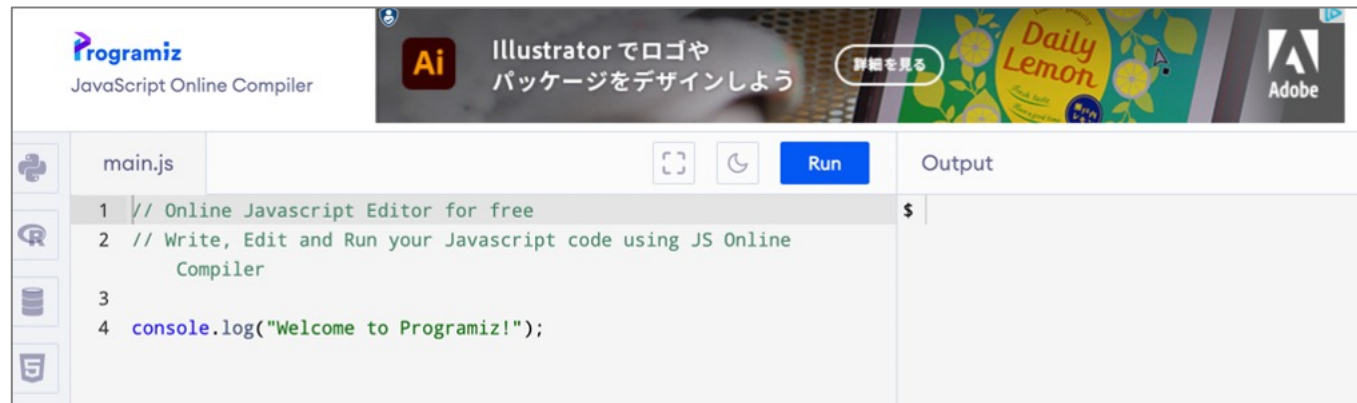 Programiz
JavaScript Online Compiler
Ai
Illustrator でロゴや
パッケージをデザインしよう
詳細を見る
Daily
Lemon
Fresh taste
Adobe
main.js
Run
Output
1 // Online Javascript Editor for free
2 // Write, Edit and Run your Javascript code using JS Online
Compiler
3
4 console.log("Welcome to Programiz!");
$
R
5